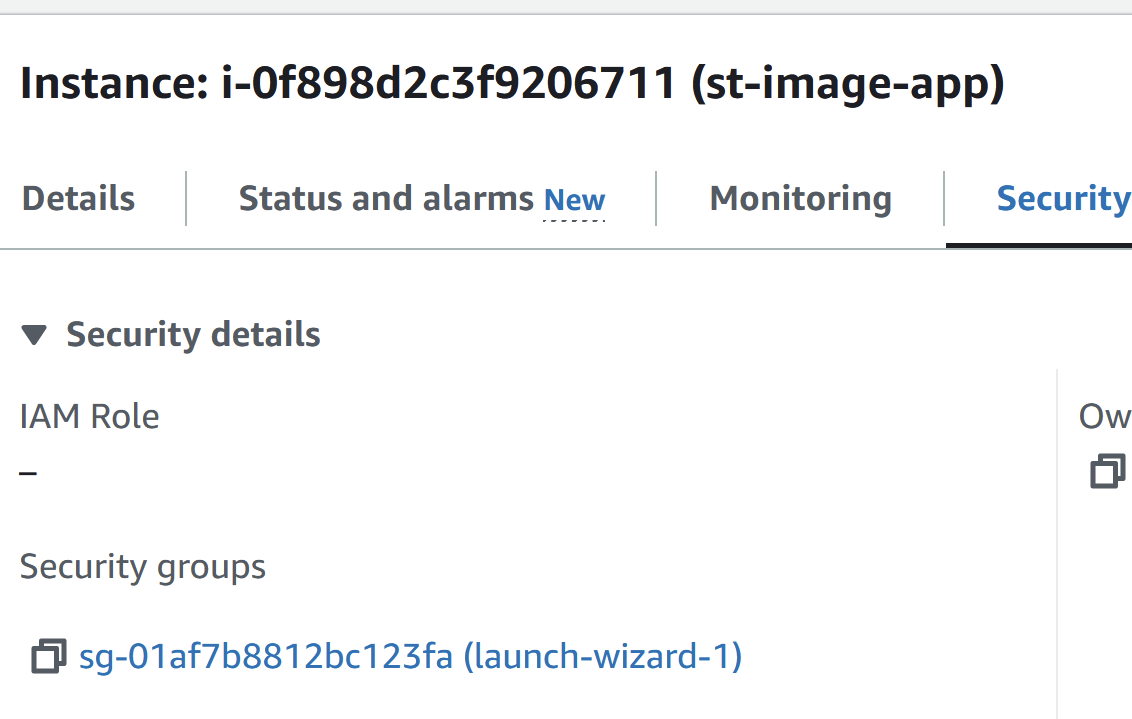 Instance: i-0f898d2c3f9206711 (st-image-app)
Details Status and alarms New Monitoring Security
Security details
IAM Role
Ow
–
Security groups
sg-01af7b8812bc123fa (launch-wizard-1)